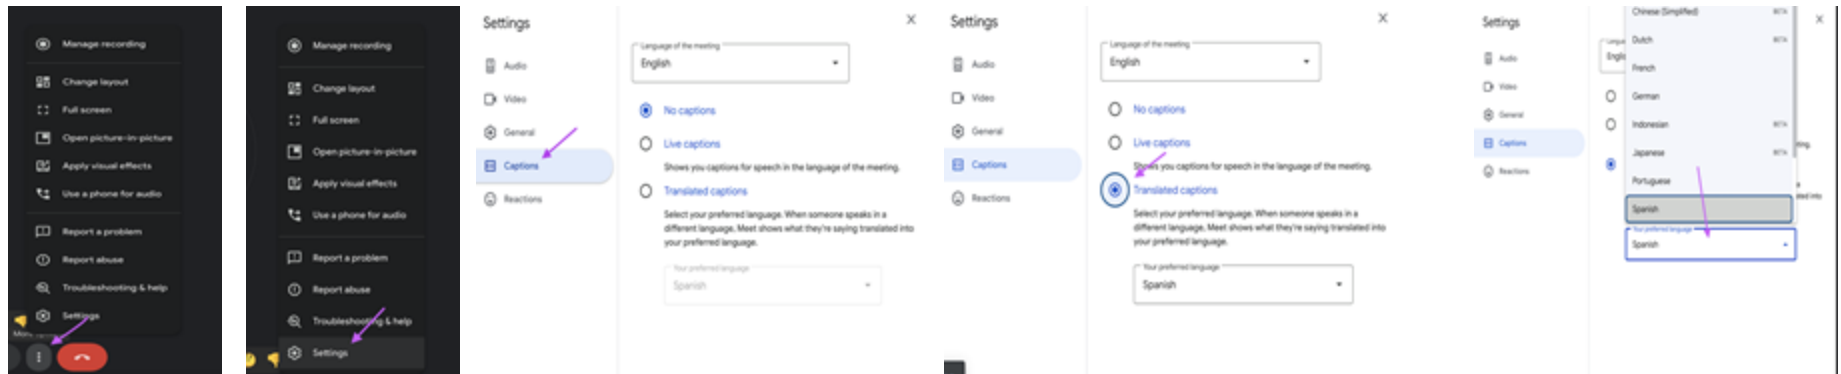 Manage recording
Change layout
Full screen
Open picture-in-picture
Apply visual effects
Use a phone for audio
Report a problem
Report abuse
Troubleshooting & help
Settings
Manage recording
Change layout
Full screen
Open picture-in-picture
Apply visual effects
Use a phone for audio
Report a problem
Report abuse
Troubleshooting & help
Settings
Settings
Audio
Video
General
Captions
Reactions
Language of the meeting
English
No captions
Live captions
Shows you captions for speech in the language of the meeting.
Translated captions
Select your preferred language. When someone speaks in a
different language, Meet shows what they're saying translated into
your preferred language.
Your preferred language
Spanish
Settings
Audio
Video
General
Captions
Reactions
Language of the meeting
English
No captions
Live captions
Shows you captions for speech in the language of the meeting.
Translated captions
Select your preferred language. When someone speaks in a
different language, Meet shows what they're saying translated into
your preferred language.
Your preferred language
Spanish
Settings
Audio
Video
General
Captions
Reactions
Chinese (Simplified) BETA
Dutch BETA
French
German
Indonesian BETA
Japanese BETA
Portuguese
Spanish
Your preferred language
Spanish